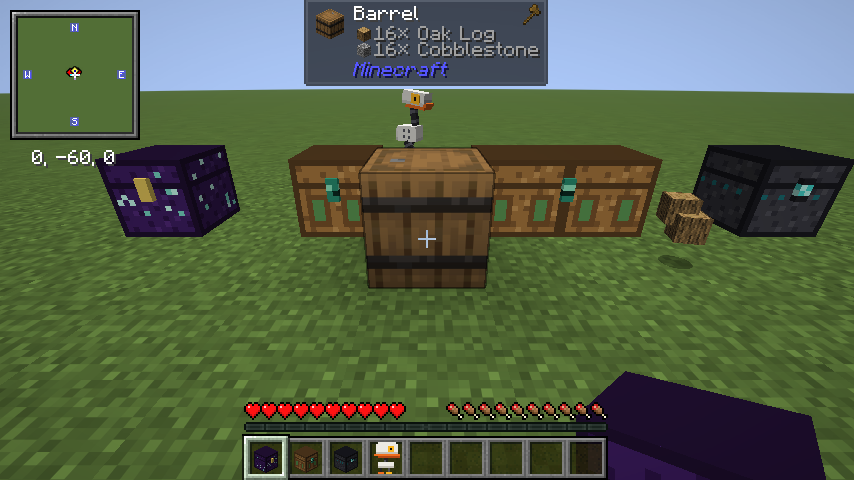 Barrel
16× Oak Log
16× Cobblestone
Minecraft
N
W
E
S
0, -60, 0